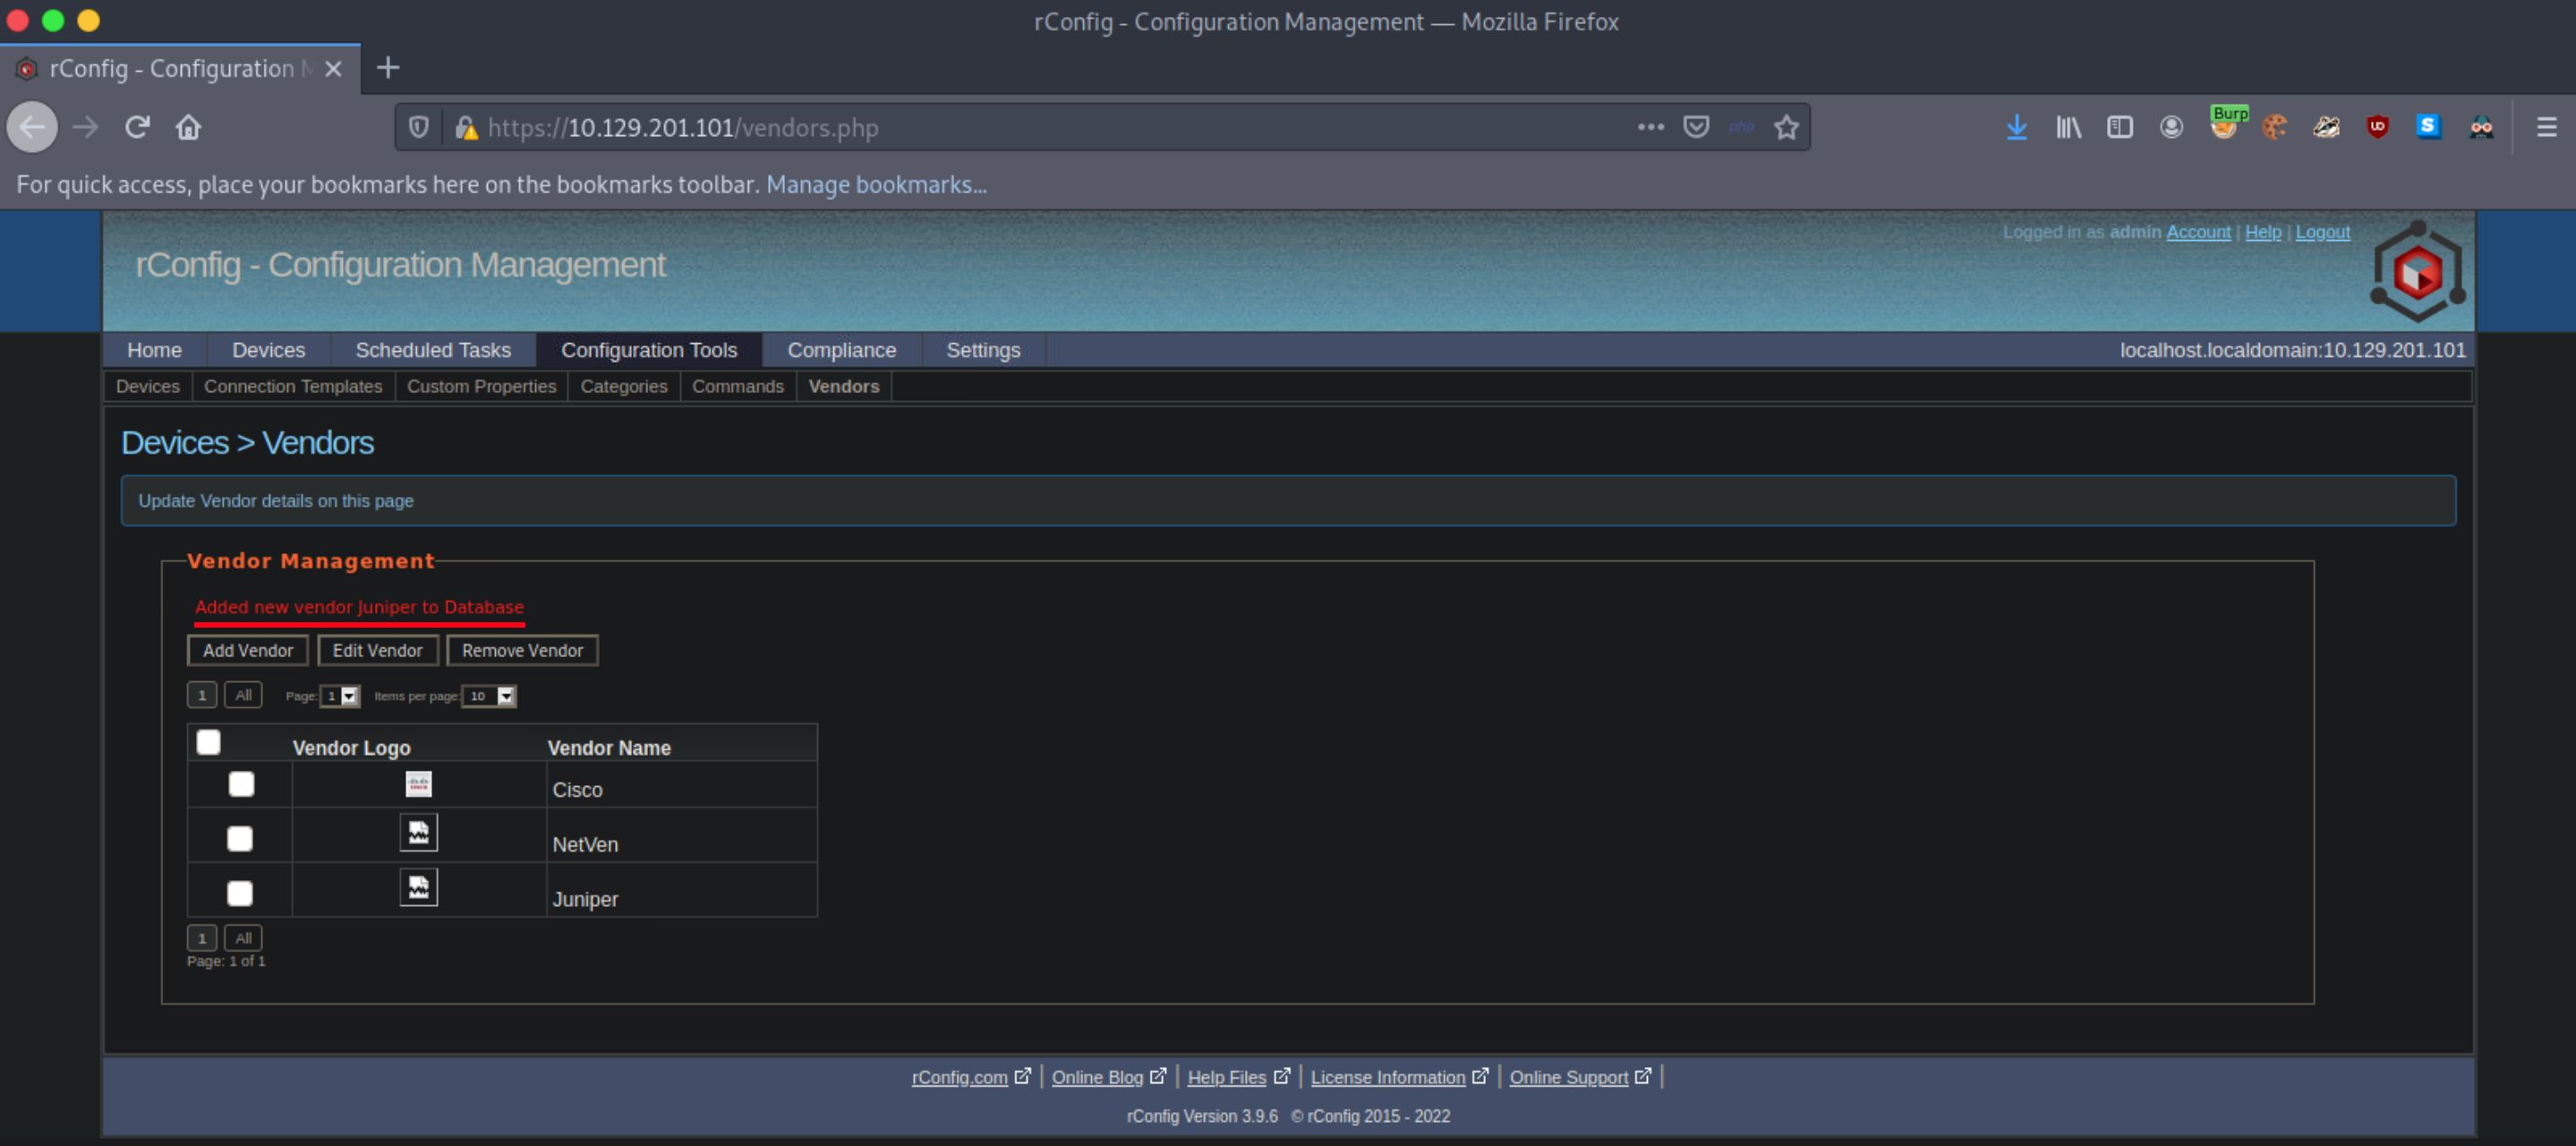 rConfig - Configuration Management — Mozilla Firefox
rConfig - Configuration
https://10.129.201.101/vendors.php
php
Burp
For quick access, place your bookmarks here on the bookmarks toolbar. Manage bookmarks...
Logged in as admin Account | Help | Logout
rConfig - Configuration Management
Home Devices Scheduled Tasks Configuration Tools Compliance Settings localhost.localdomain:10.129.201.101
Devices Connection Templates Custom Properties Categories Commands Vendors
Devices > Vendors
Update Vendor details on this page
Vendor Management
Added new vendor Juniper to Database
Add Vendor Edit Vendor Remove Vendor
1 All Page: 1 Items per page: 10
Vendor Logo Vendor Name
Cisco
NetVen
Juniper
1 All
Page: 1 of 1
rConfig.com | Online Blog | Help Files | License Information | Online Support |
rConfig Version 3.9.6 © rConfig 2015 - 2022